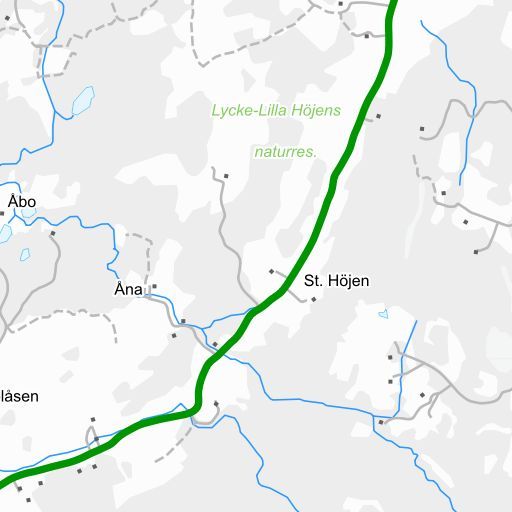 Lycke-Lilla Höjens
naturres.
Åbo
St. Höjen
Åna
låsen